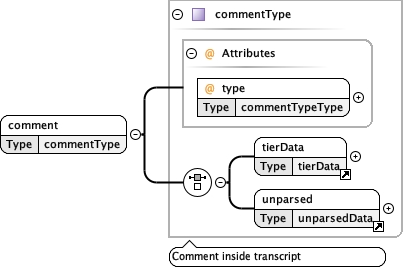 commentType
@ Attributes
@ type
Type commentTypeType
comment
Type commentType
tierData
Type tierData
unparsed
Type unparsedData
Comment inside transcript